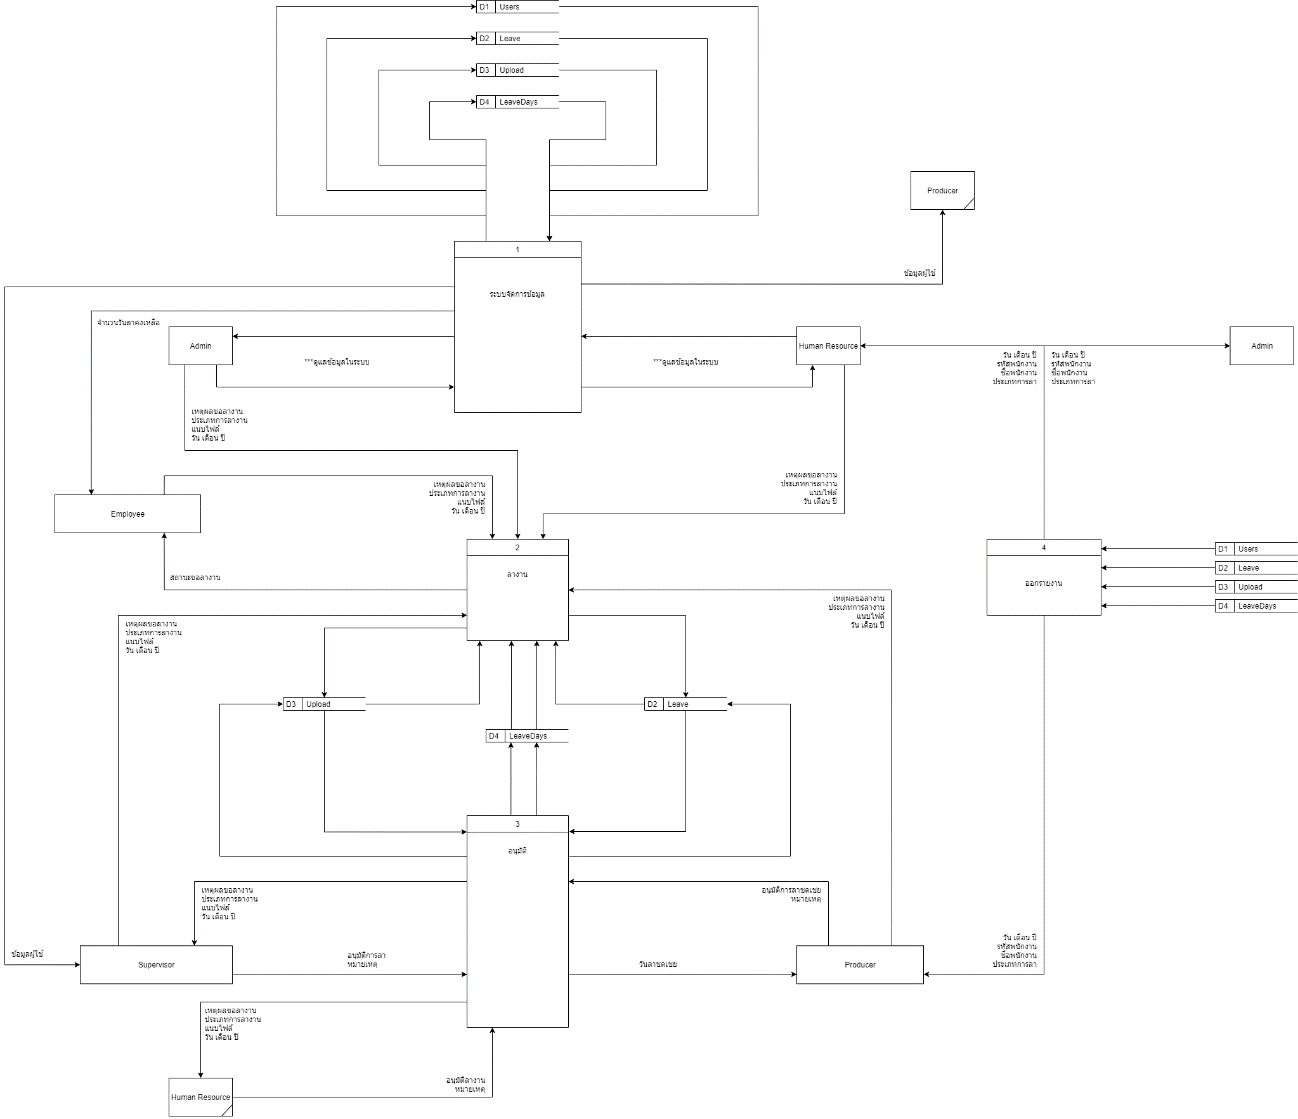 D1 Users
D2 Leave
D3 Upload
D4 LeaveDays
Producer
1
ข้อมูลผู้ใช้
ระบบจัดการข้อมูล
จำนวนวันลาคงเหลือ
Admin
***ดูแลข้อมูลในระบบ
***ดูแลข้อมูลในระบบ
Human Resource
Admin
วัน เดือน ปี
รหัสพนักงาน
ชื่อพนักงาน
ประเภทการลา
วัน เดือน ปี
รหัสพนักงาน
ชื่อพนักงาน
ประเภทการลา
เหตุผลขอลางาน
ประเภทการลางาน
แนบไฟล์
วัน เดือน ปี
เหตุผลขอลางาน
ประเภทการลางาน
แนบไฟล์
วัน เดือน ปี
เหตุผลขอลางาน
ประเภทการลางาน
แนบไฟล์
วัน เดือน ปี
Employee
2
ลางาน
สถานะขอลางาน
4
ออกรายงาน
D1 Users
D2 Leave
D3 Upload
D4 LeaveDays
เหตุผลขอลางาน
ประเภทการลางาน
แนบไฟล์
วัน เดือน ปี
เหตุผลขอลางาน
ประเภทการลางาน
แนบไฟล์
วัน เดือน ปี
D3 Upload
D2 Leave
D4 LeaveDays
3
อนุมัติ
เหตุผลขอลางาน
ประเภทการลางาน
แนบไฟล์
วัน เดือน ปี
อนุมัติการลาชดเชย
หมายเหตุ
ข้อมูลผู้ใช้
Supervisor
อนุมัติการลา
หมายเหตุ
วันลาชดเชย
Producer
วัน เดือน ปี
รหัสพนักงาน
ชื่อพนักงาน
ประเภทการลา
เหตุผลขอลางาน
ประเภทการลางาน
แนบไฟล์
วัน เดือน ปี
อนุมัติลางาน
หมายเหตุ
Human Resource